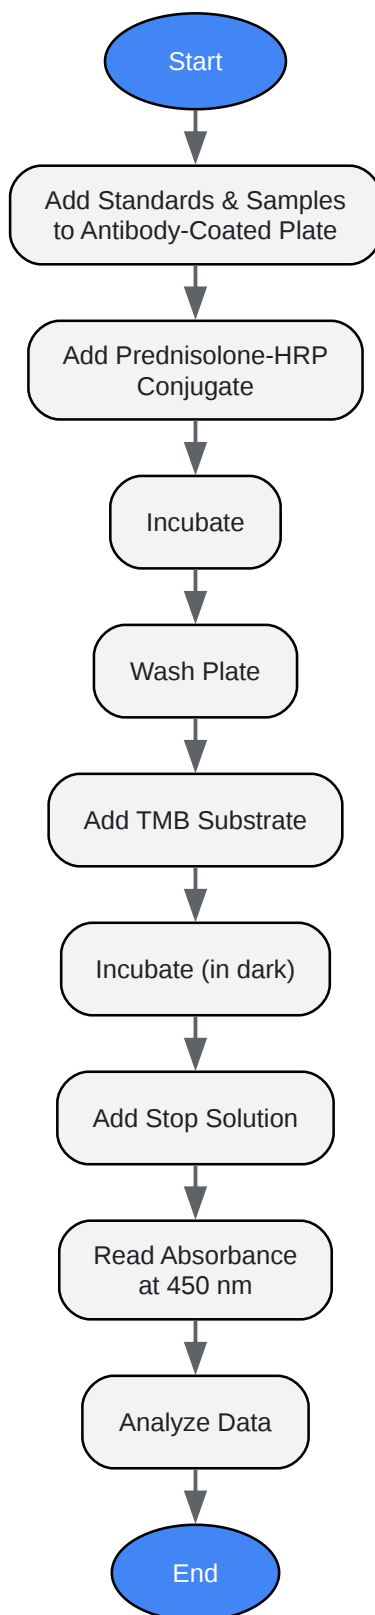 Start
Add Standards & Samples
to Antibody-Coated Plate
Add Prednisolone-HRP
Conjugate
Incubate
Wash Plate
Add TMB Substrate
Incubate (in dark)
Add Stop Solution
Read Absorbance
at 450 nm
Analyze Data
End